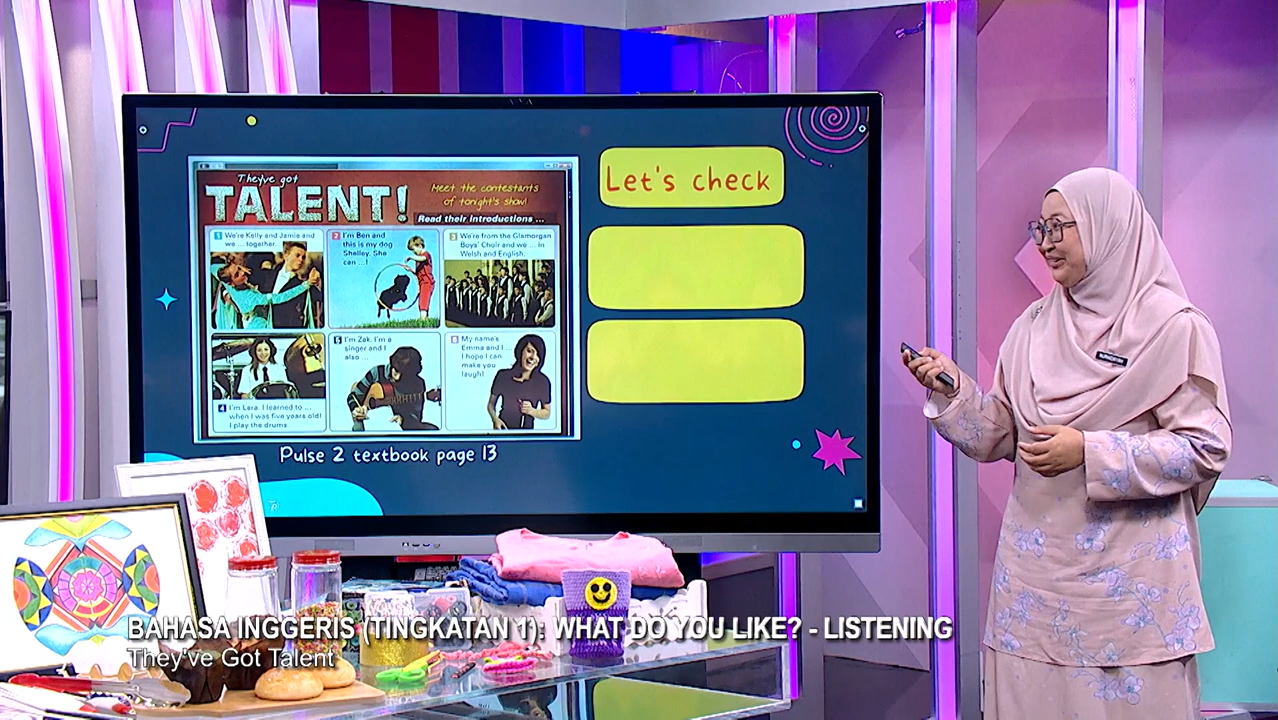 They've got
TALENT!
Meet the contestants
of tonight's show!
Read their introductions ...
1 We're Kelly and Jamie and
we ... together.
2 I'm Ben and
this is my dog
Shelley. She
can ...!
3 We're from the Glamorgan
Boys' Choir and we ... in
Welsh and English.
4 I'm Lara. I learned to ...
when I was five years old!
I play the drums.
5 I'm Zak. I'm a
singer and I
also ...
6 My name's
Emma and I ...
I hope I can
make you
laugh!
Let's check
Pulse 2 textbook page 13
BAHASA INGGERIS (TINGKATAN 1): WHAT DO YOU LIKE? - LISTENING
They've Got Talent